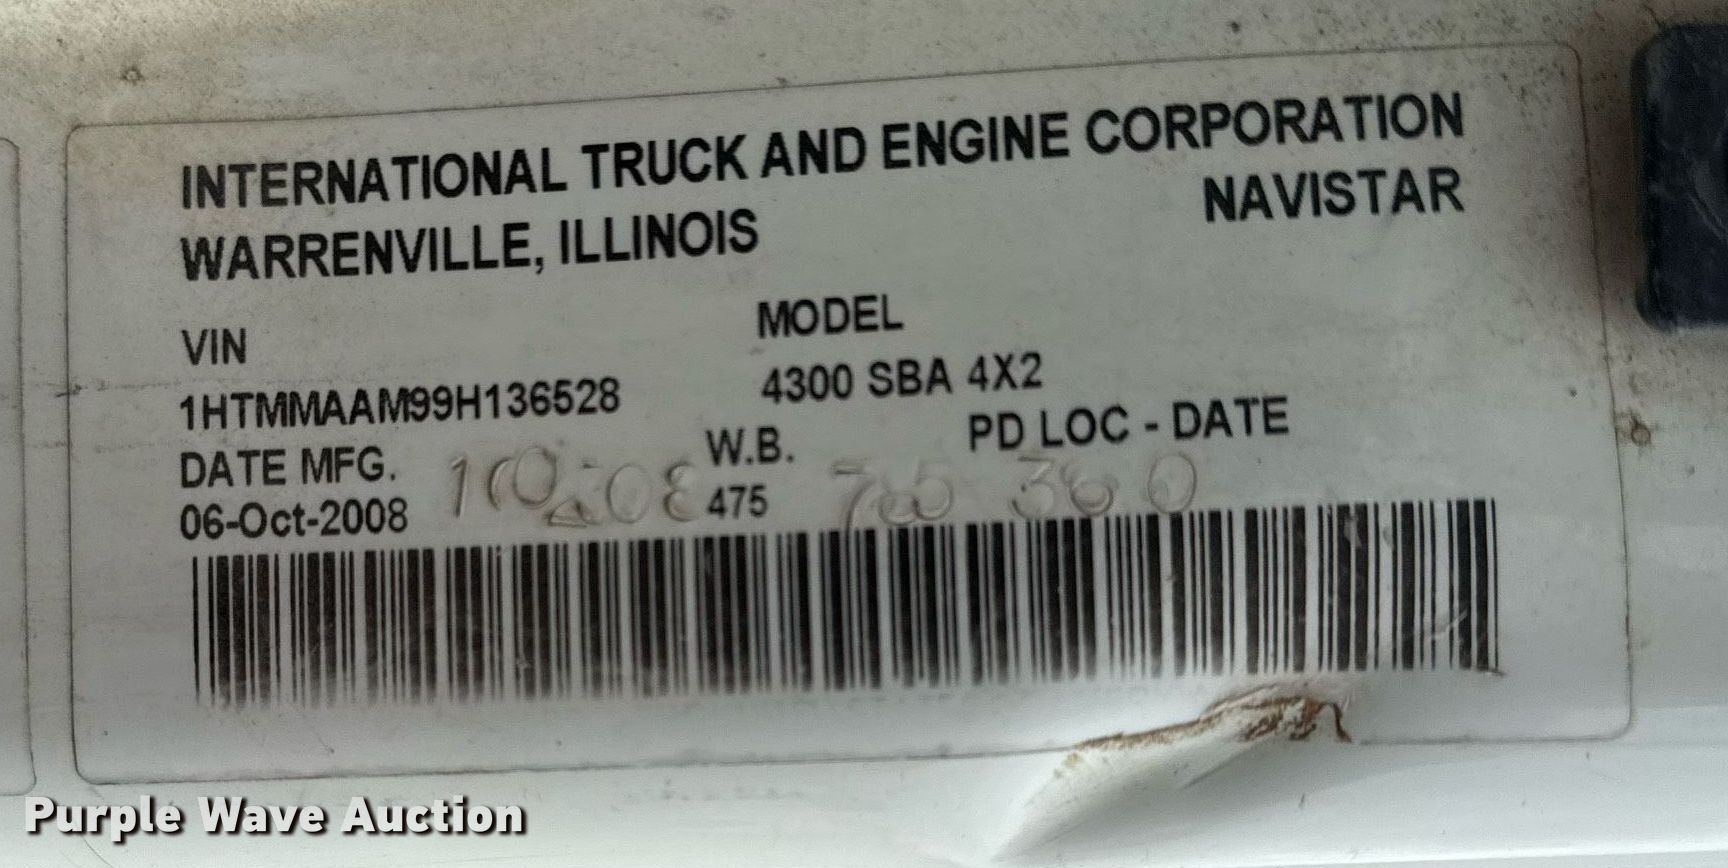 INTERNATIONAL TRUCK AND ENGINE CORPORATION
WARRENVILLE, ILLINOIS NAVISTAR
VIN MODEL
1HTMMAAM99H136528 4300 SBA 4X2
DATE MFG. W.B. PD LOC - DATE
06-Oct-2008 475
Purple Wave Auction